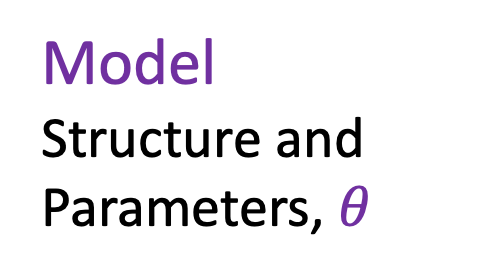 Model
Structure and
Parameters, θ